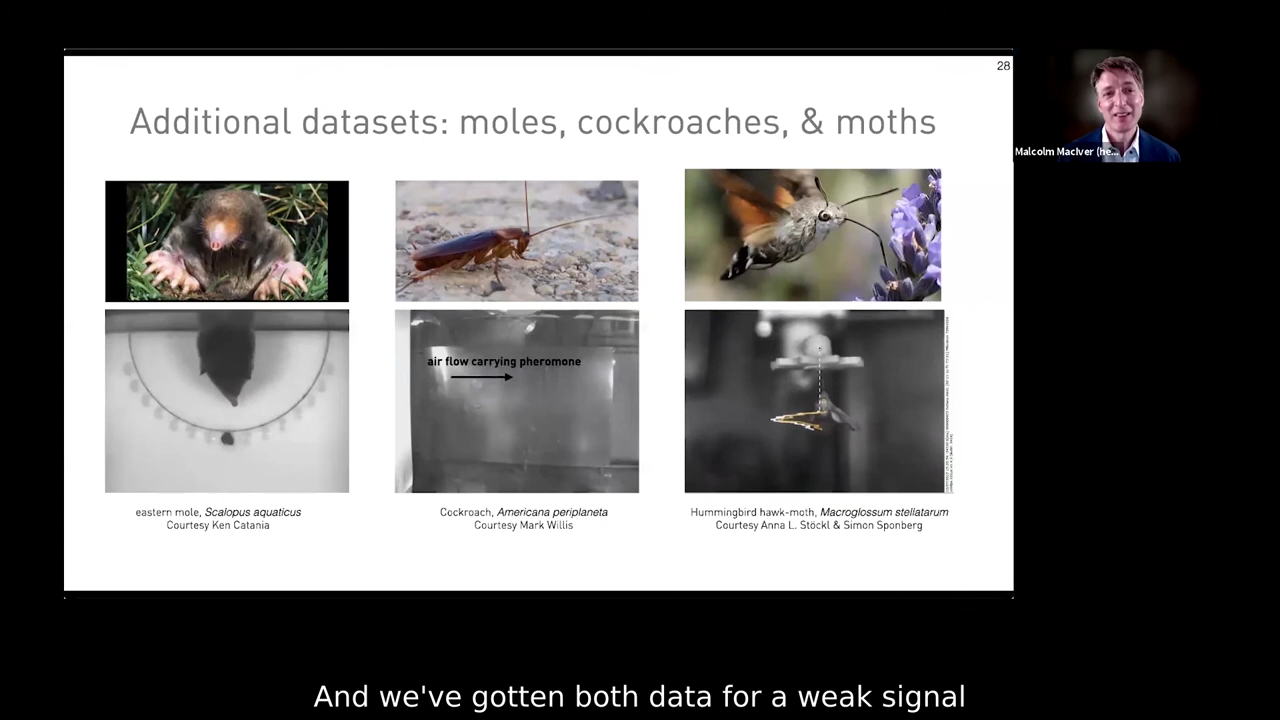 28
Additional datasets: moles, cockroaches, & moths
Malcolm MacIver (he...
air flow carrying pheromone
eastern mole, Scalopus aquaticus
Courtesy Ken Catania
Cockroach, Americana periplaneta
Courtesy Mark Willis
Hummingbird hawk-moth, Macroglossum stellatarum
Courtesy Anna L. Stöckl & Simon Sponberg
And we've gotten both data for a weak signal